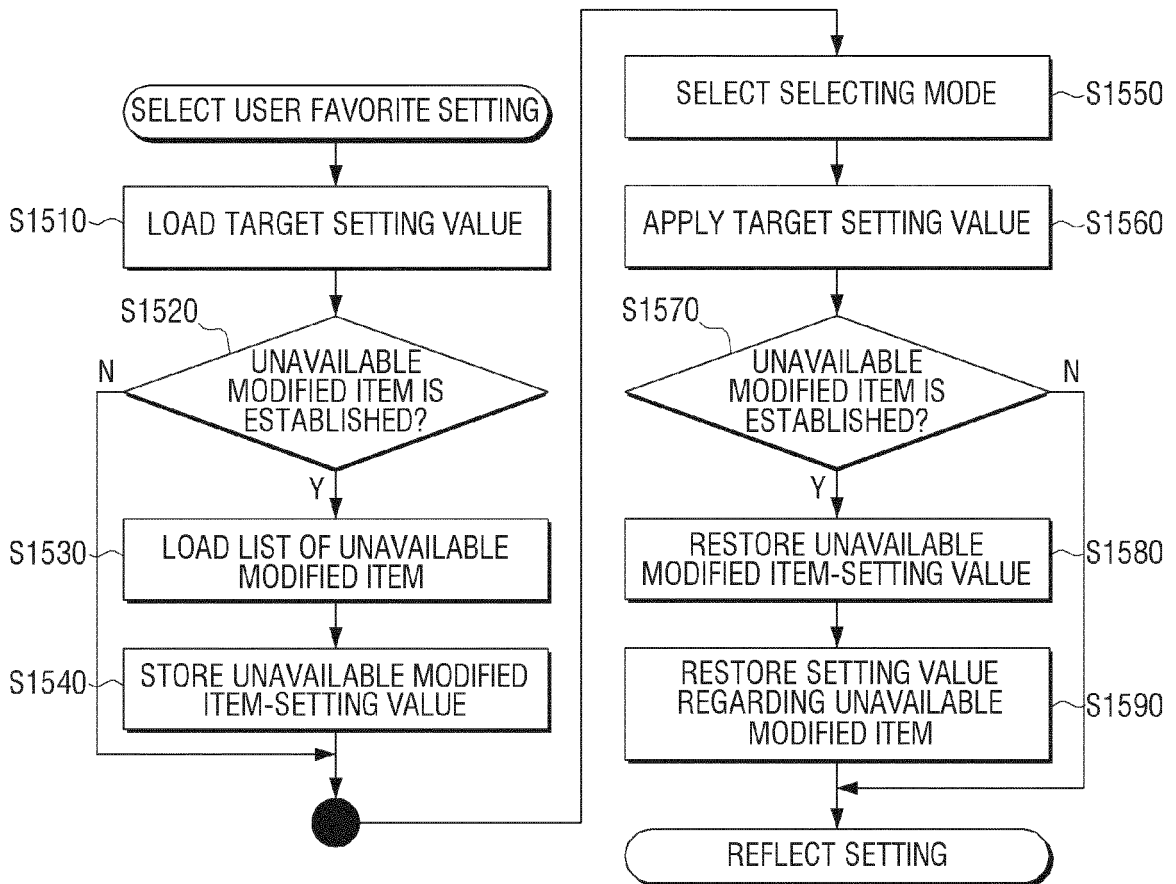 SELECT USER FAVORITE SETTING
S1510
LOAD TARGET SETTING VALUE
S1520
UNAVAILABLE
MODIFIED ITEM IS
ESTABLISHED?
N
Y
S1530
LOAD LIST OF UNAVAILABLE
MODIFIED ITEM
S1540
STORE UNAVAILABLE MODIFIED
ITEM-SETTING VALUE
SELECT SELECTING MODE
S1550
APPLY TARGET SETTING VALUE
S1560
S1570
UNAVAILABLE
MODIFIED ITEM IS
ESTABLISHED?
N
Y
RESTORE UNAVAILABLE
MODIFIED ITEM-SETTING VALUE
S1580
RESTORE SETTING VALUE
REGARDING UNAVAILABLE
MODIFIED ITEM
S1590
REFLECT SETTING